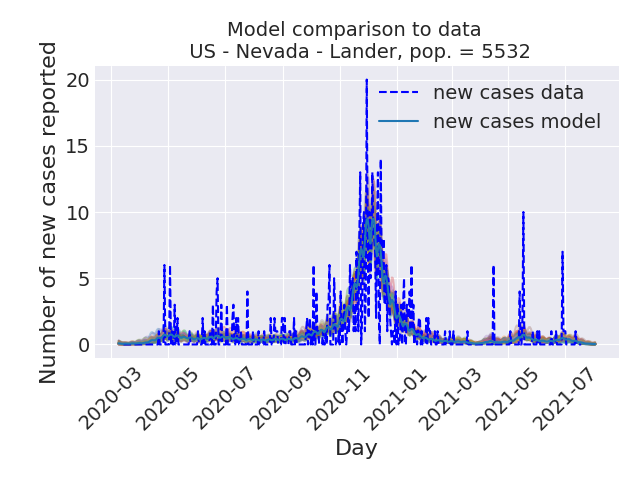 Model comparison to data
US - Nevada - Lander, pop. = 5532
Number of new cases reported
20
15
10
5
0
new cases data
new cases model
2020-03
2020-05
2020-07
2020-09
2020-11
2021-01
2021-03
2021-05
2021-07
Day